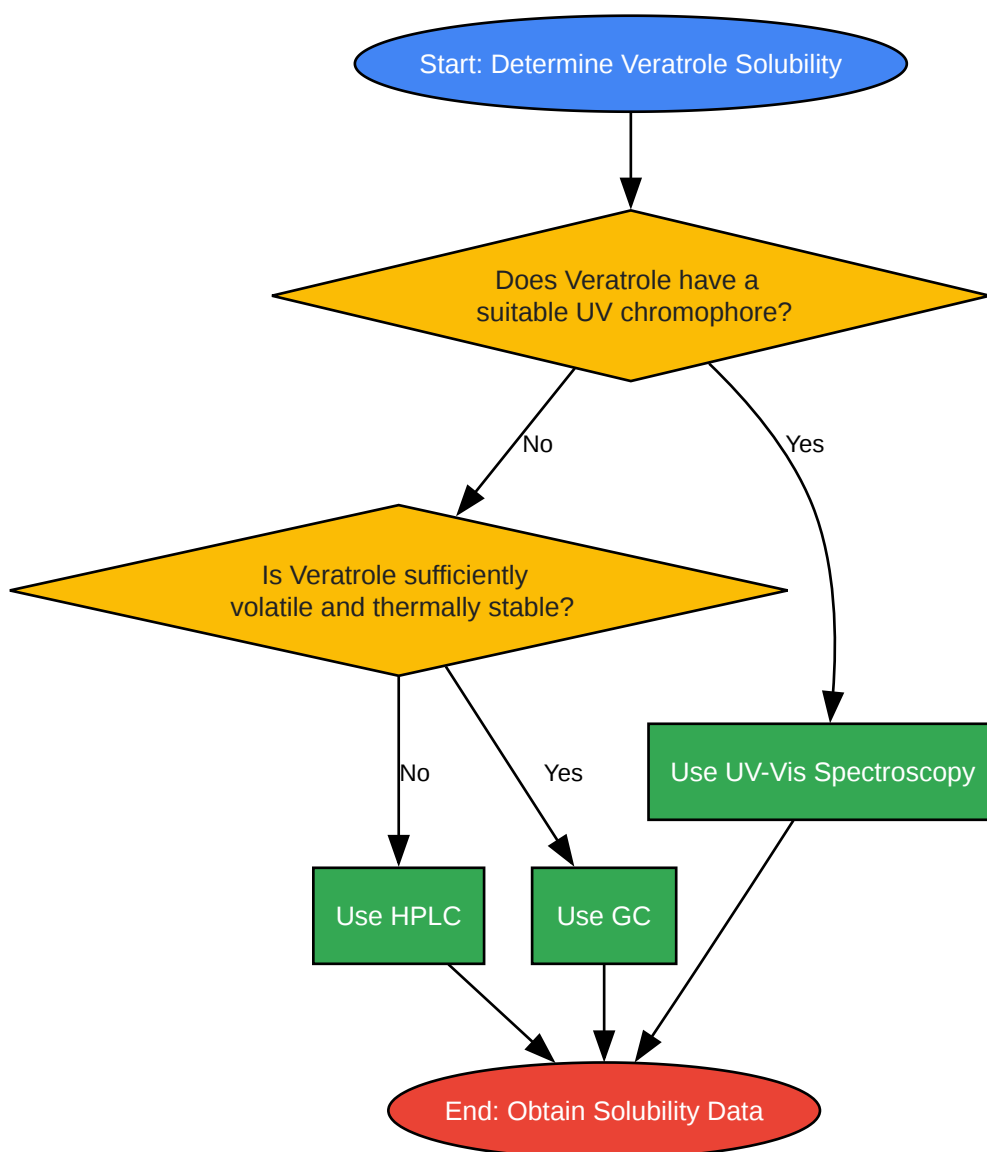 Start: Determine Veratrole Solubility
Does Veratrole have a
suitable UV chromophore?
No
Yes
Is Veratrole sufficiently
volatile and thermally stable?
No
Yes
Use UV-Vis Spectroscopy
Use HPLC
Use GC
End: Obtain Solubility Data